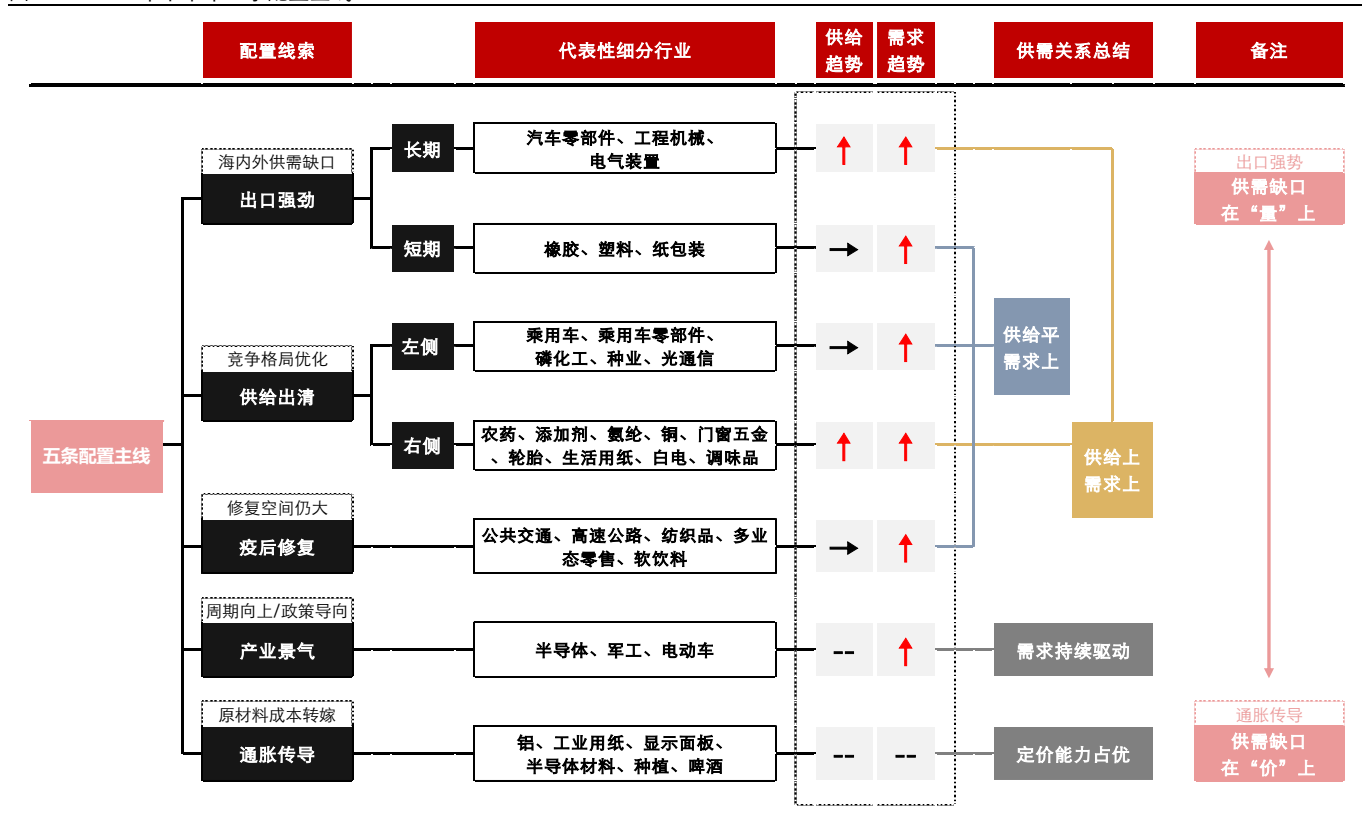 配置线索
代表性细分行业
供给
趋势
需求
趋势
供需关系总结
备注
五条配置主线
海内外供需缺口
出口强劲
长期
汽车零部件、工程机械、
电气装置
短期
橡胶、塑料、纸包装
竞争格局优化
供给出清
左侧
乘用车、乘用车零部件、
磷化工、种业、光通信
右侧
农药、添加剂、氨纶、铜、门窗五金
、轮胎、生活用纸、白电、调味品
修复空间仍大
疫后修复
公共交通、高速公路、纺织品、多业
态零售、软饮料
周期向上/政策导向
产业景气
半导体、军工、电动车
--
原材料成本转嫁
通胀传导
铝、工业用纸、显示面板、
半导体材料、种植、啤酒
--
--
供给平
需求上
供给上
需求上
需求持续驱动
定价能力占优
出口强势
供需缺口
在“量”上
通胀传导
供需缺口
在“价”上